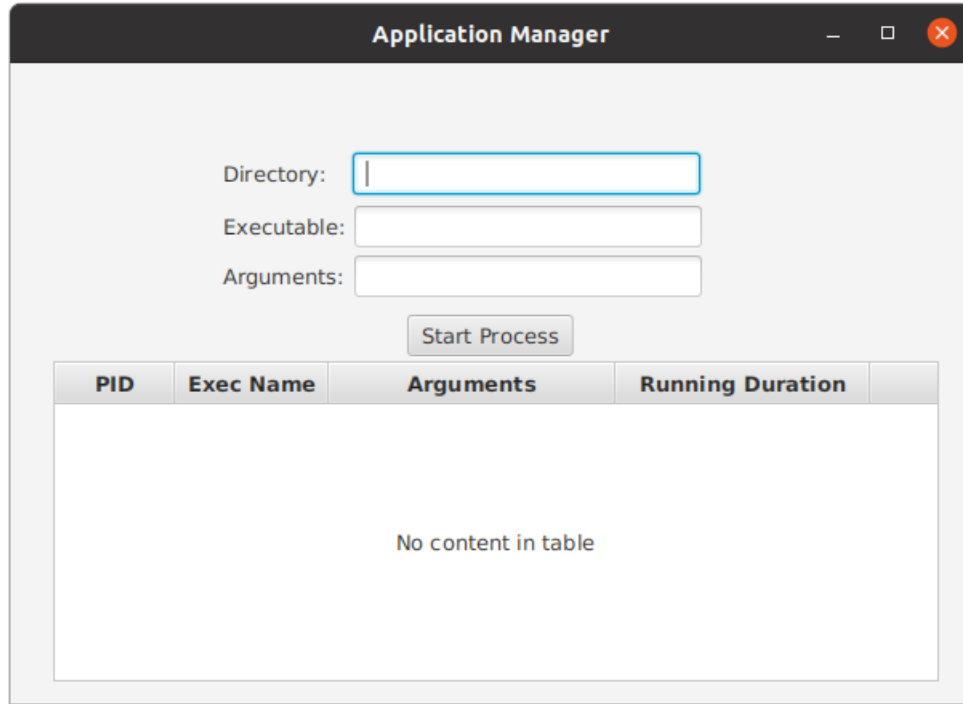 Application Manager
Directory:
Executable:
Arguments:
Start Process
PID Exec Name Arguments Running Duration
No content in table